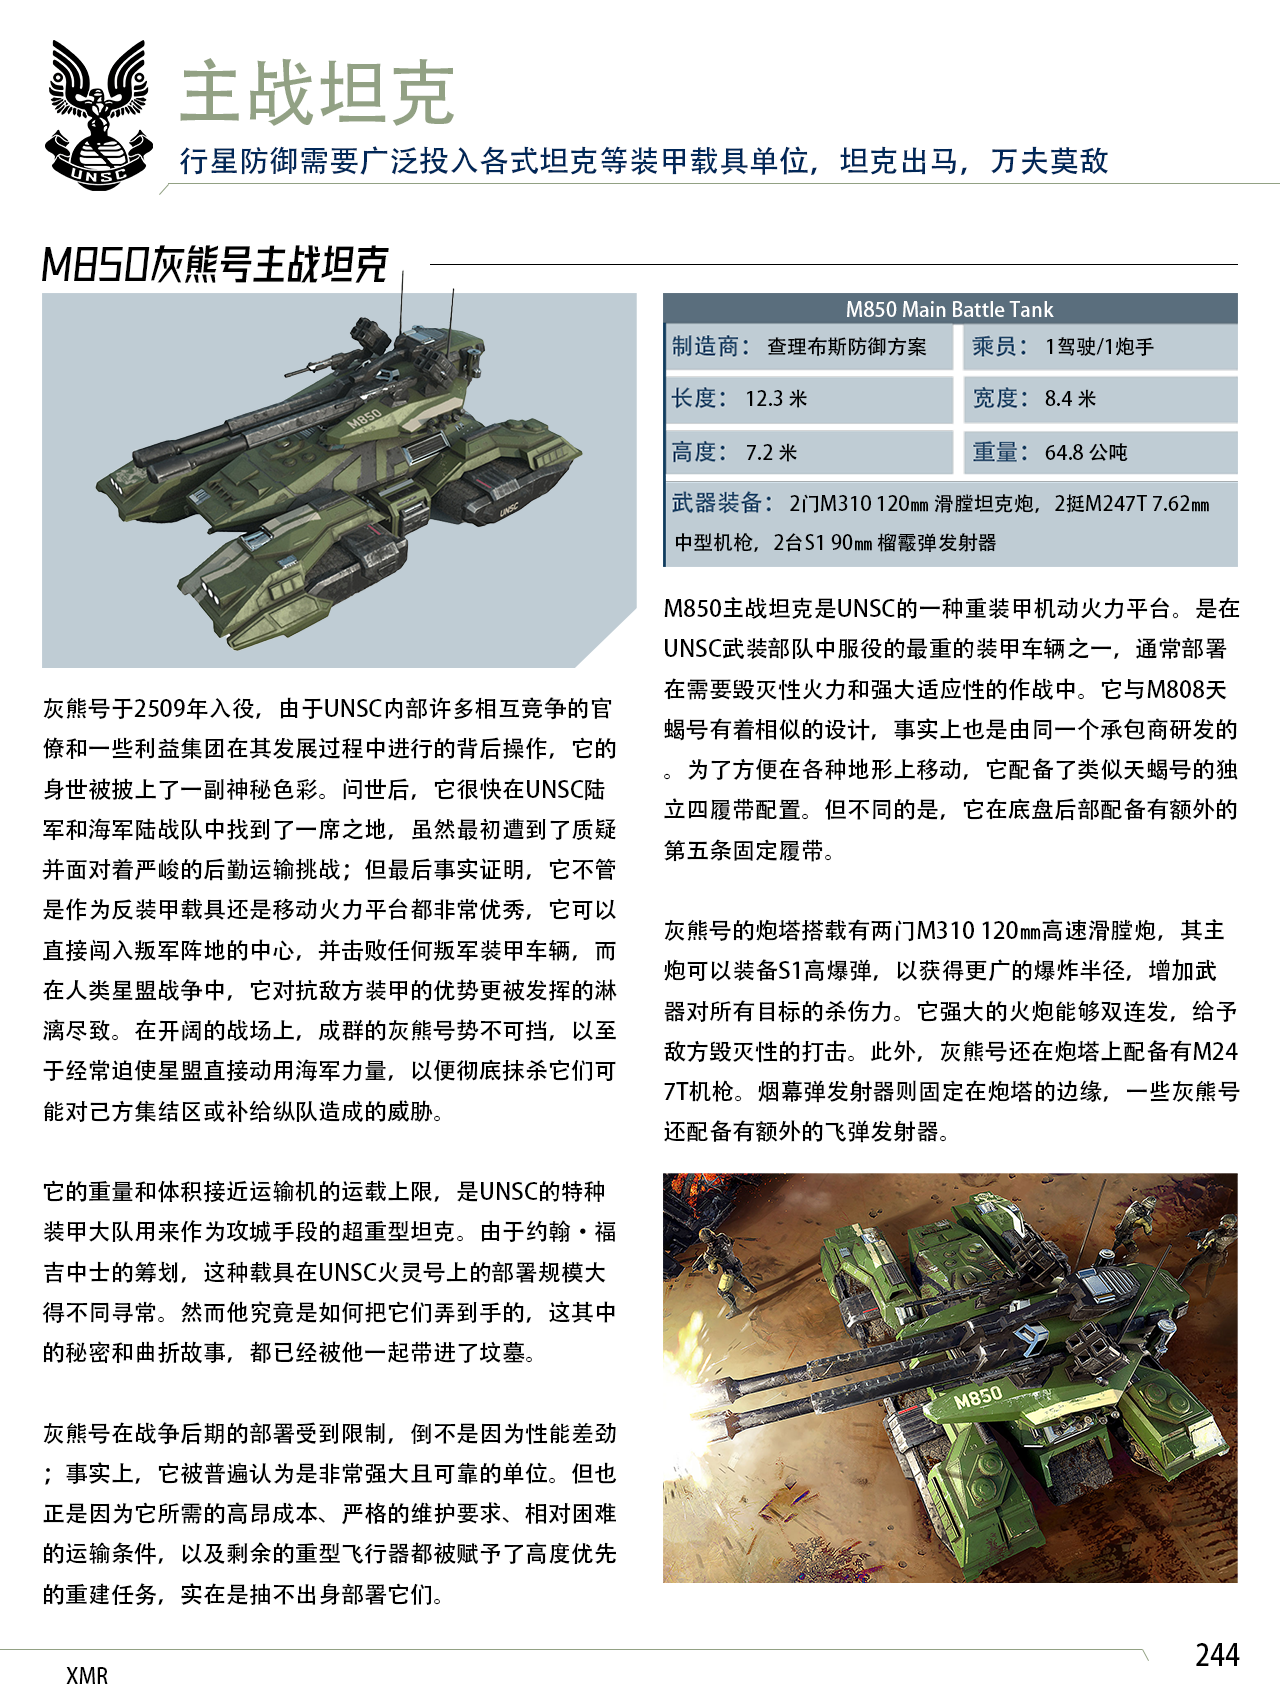 主战坦克
UNSC
行星防御需要广泛投入各式坦克等装甲载具单位，坦克出马，万夫莫敌
M850灰熊号主战坦克
M850
UNSC
灰熊号于2509年入役，由于UNSC内部许多相互竞争的官
僚和一些利益集团在其发展过程中进行的背后操作，它的
身世被披上了一副神秘色彩。问世后，它很快在UNSC陆
军和海军陆战队中找到了一席之地，虽然最初遭到了质疑
并面对着严峻的后勤运输挑战；但最后事实证明，它不管
是作为反装甲载具还是移动火力平台都非常优秀，它可以
直接闯入叛军阵地的中心，并击败任何叛军装甲车辆，而
在人类星盟战争中，它对抗敌方装甲的优势更被发挥的淋
漓尽致。在开阔的战场上，成群的灰熊号势不可挡，以至
于经常迫使星盟直接动用海军力量，以便彻底抹杀它们可
能对己方集结区或补给纵队造成的威胁。
它的重量和体积接近运输机的运载上限，是UNSC的特种
装甲大队用来作为攻城手段的超重型坦克。由于约翰·福
吉中士的筹划，这种载具在UNSC火灵号上的部署规模大
得不同寻常。然而他究竟是如何把它们弄到手的，这其中
的秘密和曲折故事，都已经被他一起带进了坟墓。
灰熊号在战争后期的部署受到限制，倒不是因为性能差劲
；事实上，它被普遍认为是非常强大且可靠的单位。但也
正是因为它所需的高昂成本、严格的维护要求、相对困难
的运输条件，以及剩余的重型飞行器都被赋予了高度优先
的重建任务，实在是抽不出身部署它们。
M850 Main Battle Tank
制造商： 查理布斯防御方案 乘员： 1驾驶/1炮手
长度： 12.3 米 宽度： 8.4 米
高度： 7.2 米 重量： 64.8 公吨
武器装备： 2门M310 120㎜ 滑膛坦克炮，2挺M247T 7.62㎜
中型机枪，2台S1 90㎜ 榴霰弹发射器
M850主战坦克是UNSC的一种重装甲机动火力平台。是在
UNSC武装部队中服役的最重的装甲车辆之一，通常部署
在需要毁灭性火力和强大适应性的作战中。它与M808天
蝎号有着相似的设计，事实上也是由同一个承包商研发的
。为了方便在各种地形上移动，它配备了类似天蝎号的独
立四履带配置。但不同的是，它在底盘后部配备有额外的
第五条固定履带。
灰熊号的炮塔搭载有两门M310 120㎜高速滑膛炮，其主
炮可以装备S1高爆弹，以获得更广的爆炸半径，增加武
器对所有目标的杀伤力。它强大的火炮能够双连发，给予
敌方毁灭性的打击。此外，灰熊号还在炮塔上配备有M24
7T机枪。烟幕弹发射器则固定在炮塔的边缘，一些灰熊号
还配备有额外的飞弹发射器。
M850
244
XMR